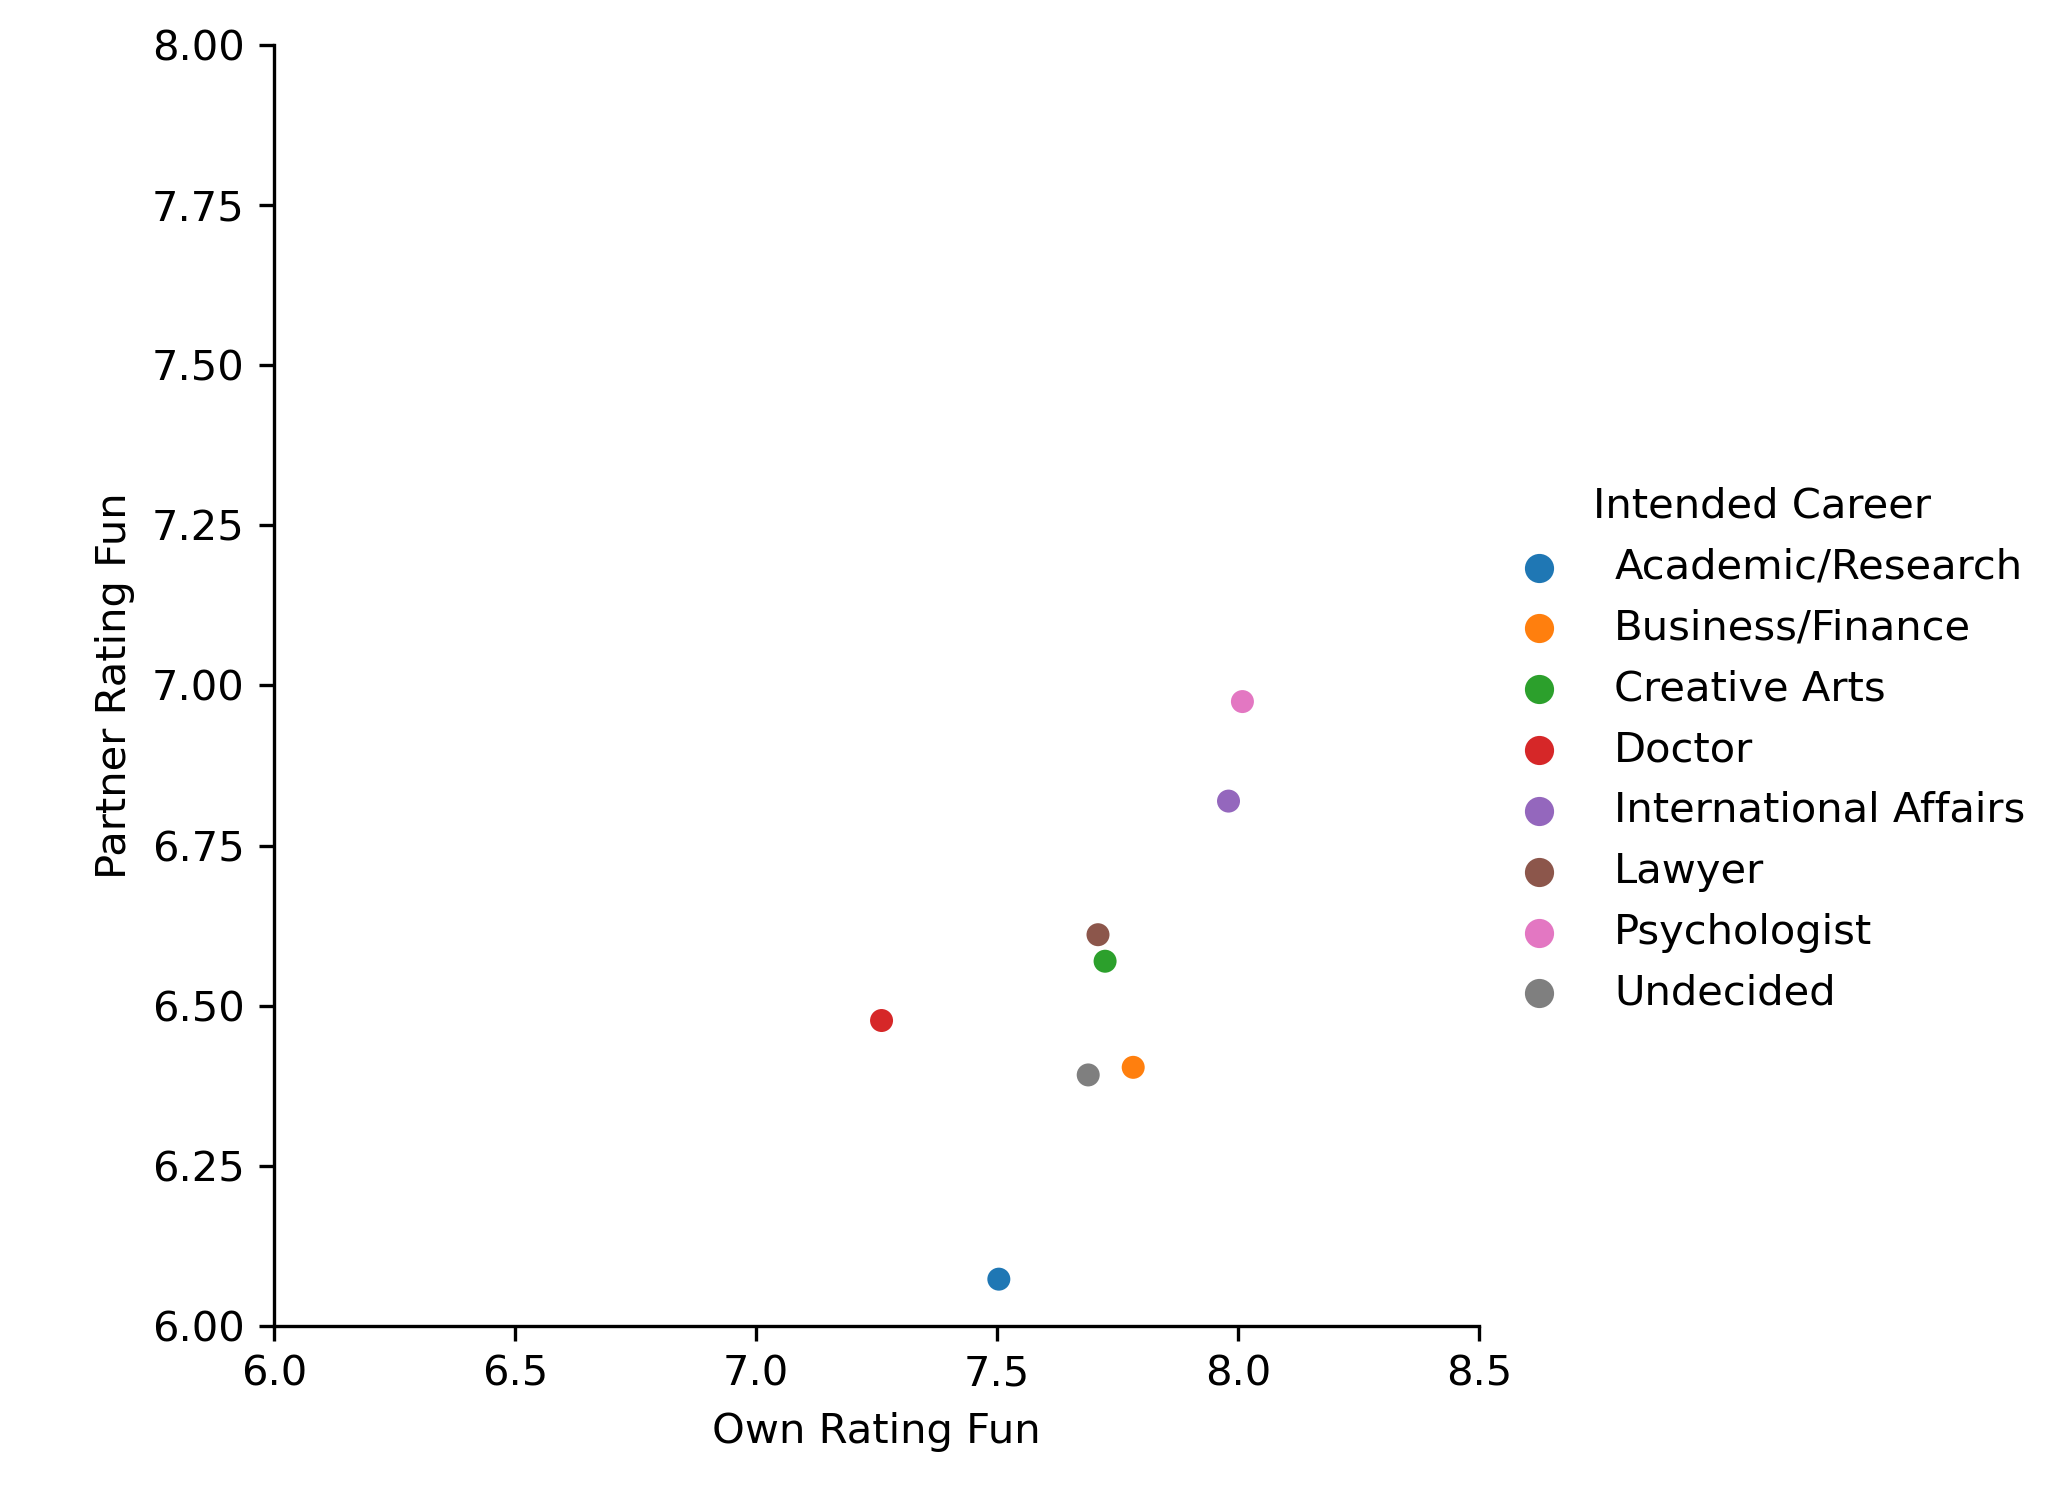 8.00
7.75
7.50
7.25
7.00
6.75
6.50
6.25
6.00
Partner Rating Fun
6.0 6.5 7.0 7.5 8.0 8.5
Own Rating Fun
Intended Career
Academic/Research
Business/Finance
Creative Arts
Doctor
International Affairs
Lawyer
Psychologist
Undecided